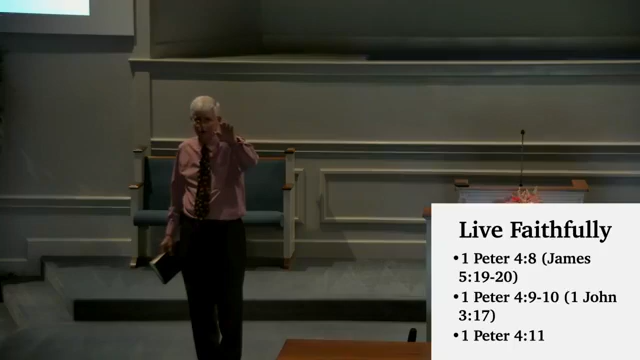 Live Faithfully
•1 Peter 4:8 (James
5:19-20)
•1 Peter 4:9-10 (1 John
3:17)
•1 Peter 4:11